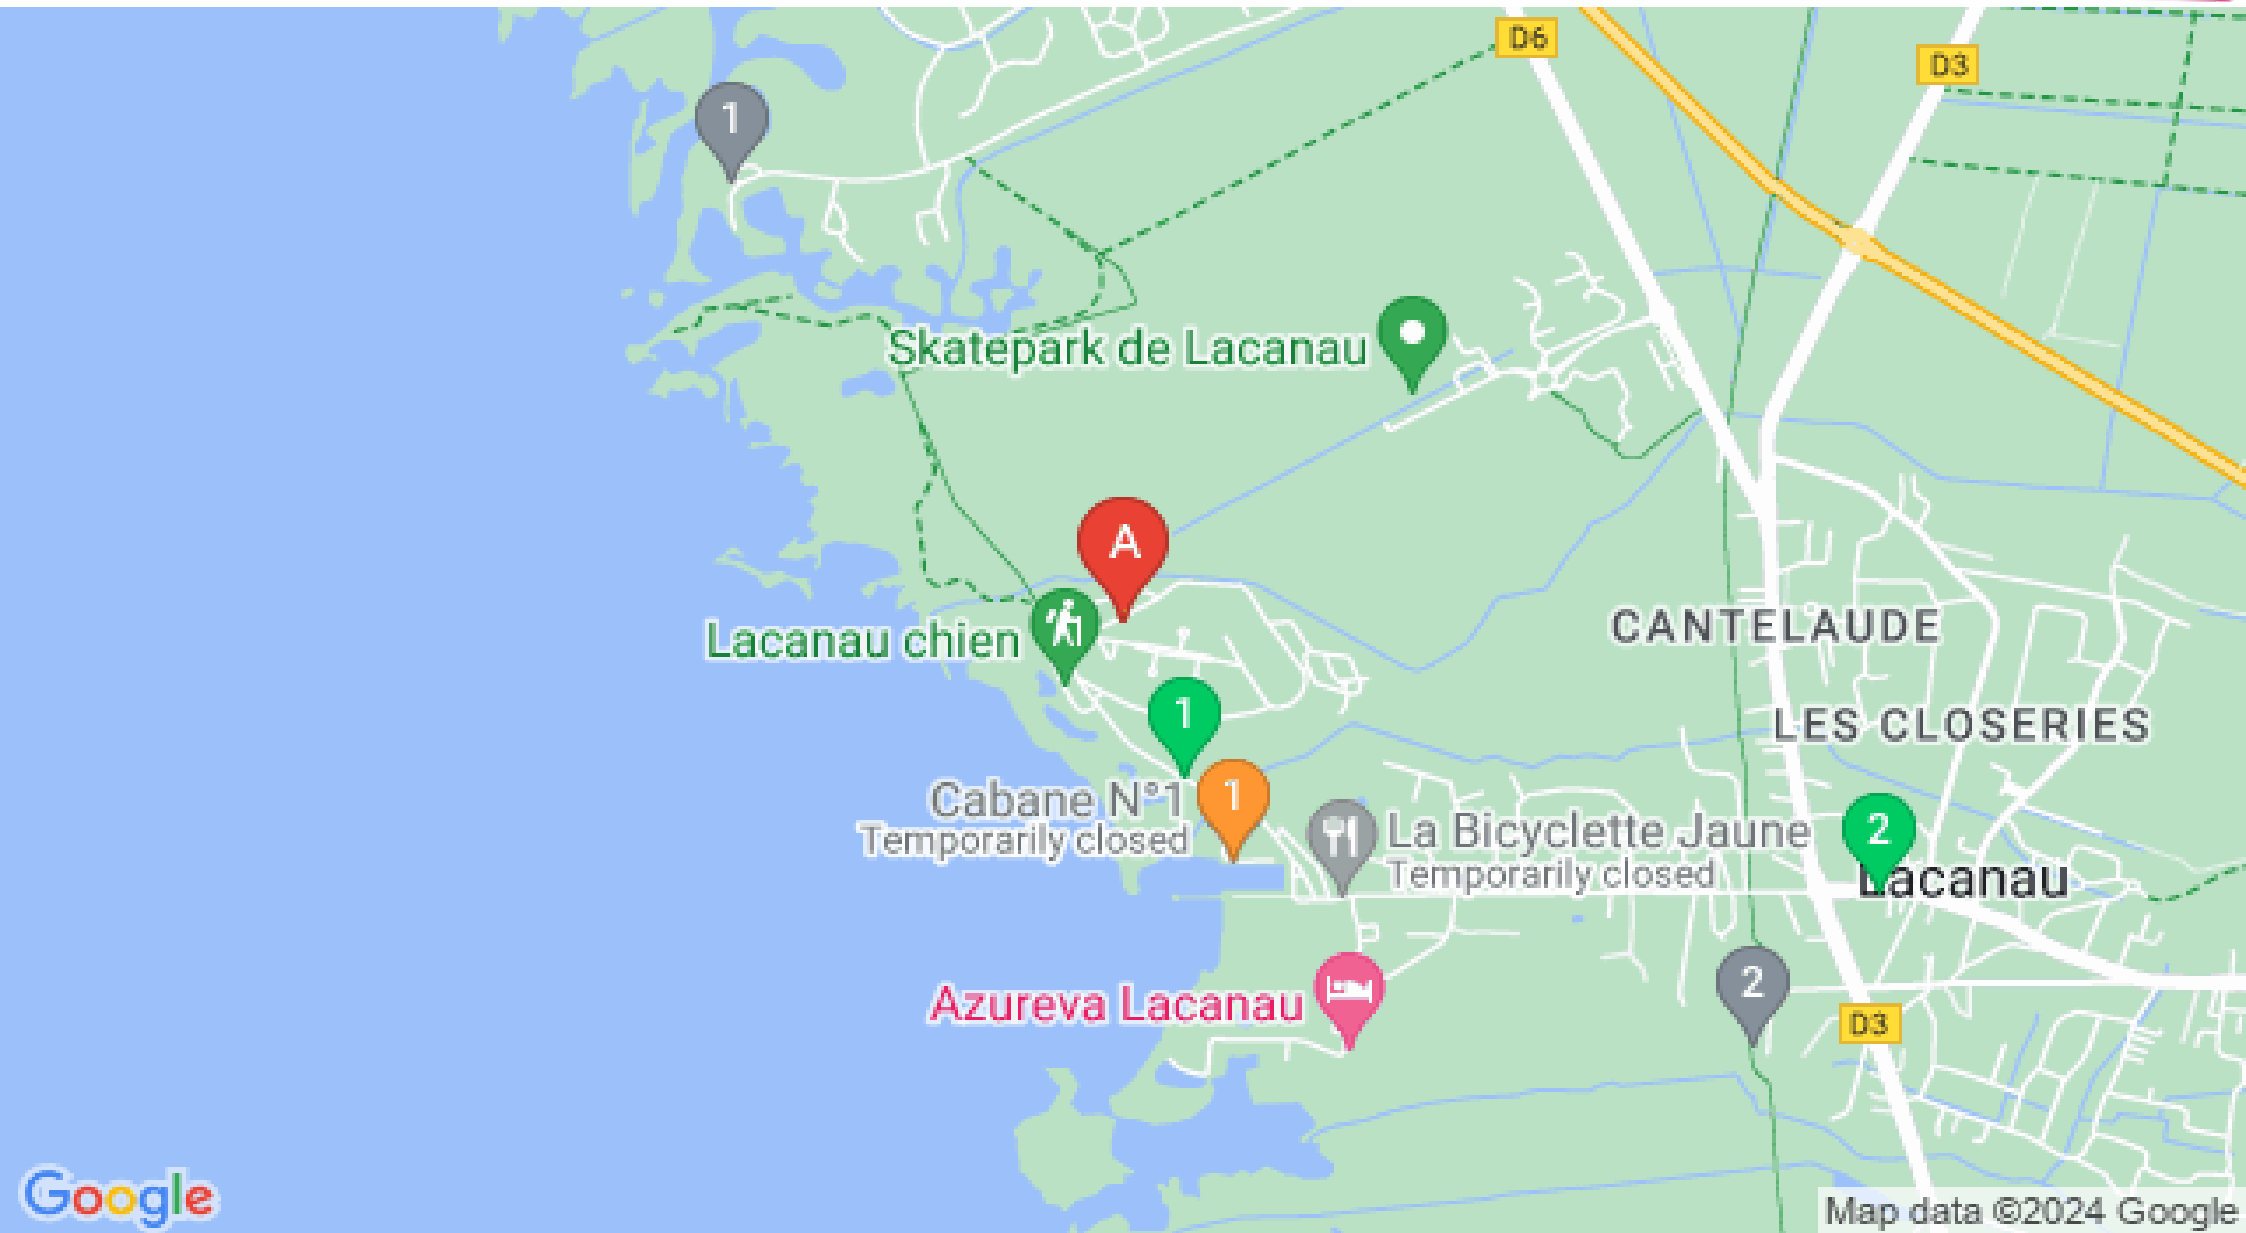 D6
D3
1
Skatepark de Lacanau
A
CANTELAUDE
Lacanau chien
1
LES CLOSERIES
Cabane N°1
Temporarily closed
1
La Bicyclette Jaune
Temporarily closed
2
Lacanau
2
Azureva Lacanau
D3
Google
Map data ©2024 Google